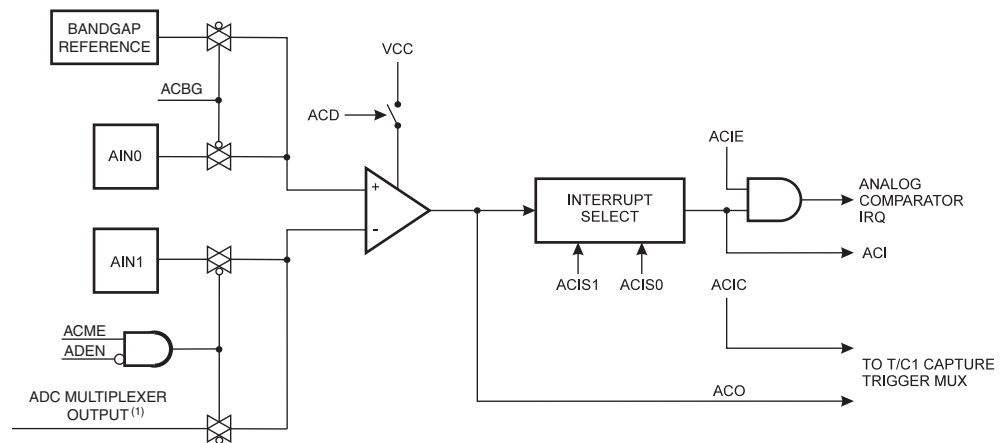 BANDGAP
REFERENCE
VCC
ACBG
ACD
AIN0
ACIE
+
-
INTERRUPT
SELECT
ANALOG
COMPARATOR
IRQ
AIN1
ACI
ACIS1 ACIS0 ACIC
ACME
ADEN
TO T/C1 CAPTURE
TRIGGER MUX
ADC MULTIPLEXER
OUTPUT (1)
ACO